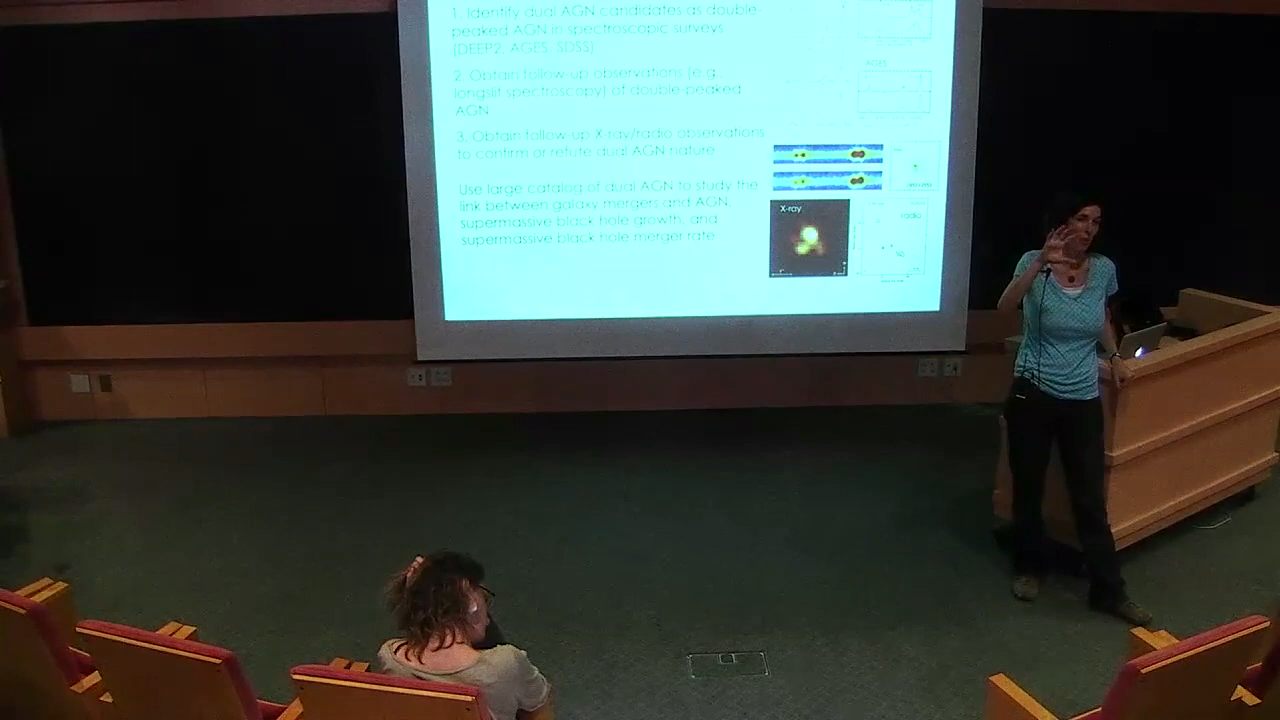 1. Identify dual AGN candidates as double-
peaked AGN in spectroscopic surveys
(DEEP2, AGES, SDSS)
2. Obtain follow-up observations (e.g.,
longslit spectroscopy) of double-peaked
AGN
3. Obtain follow-up X-ray/radio observations
to confirm or refute dual AGN nature
Use large catalog of dual AGN to study the
link between galaxy mergers and AGN,
supermassive black hole growth, and
supermassive black hole merger rate
AGES
X-ray
radio